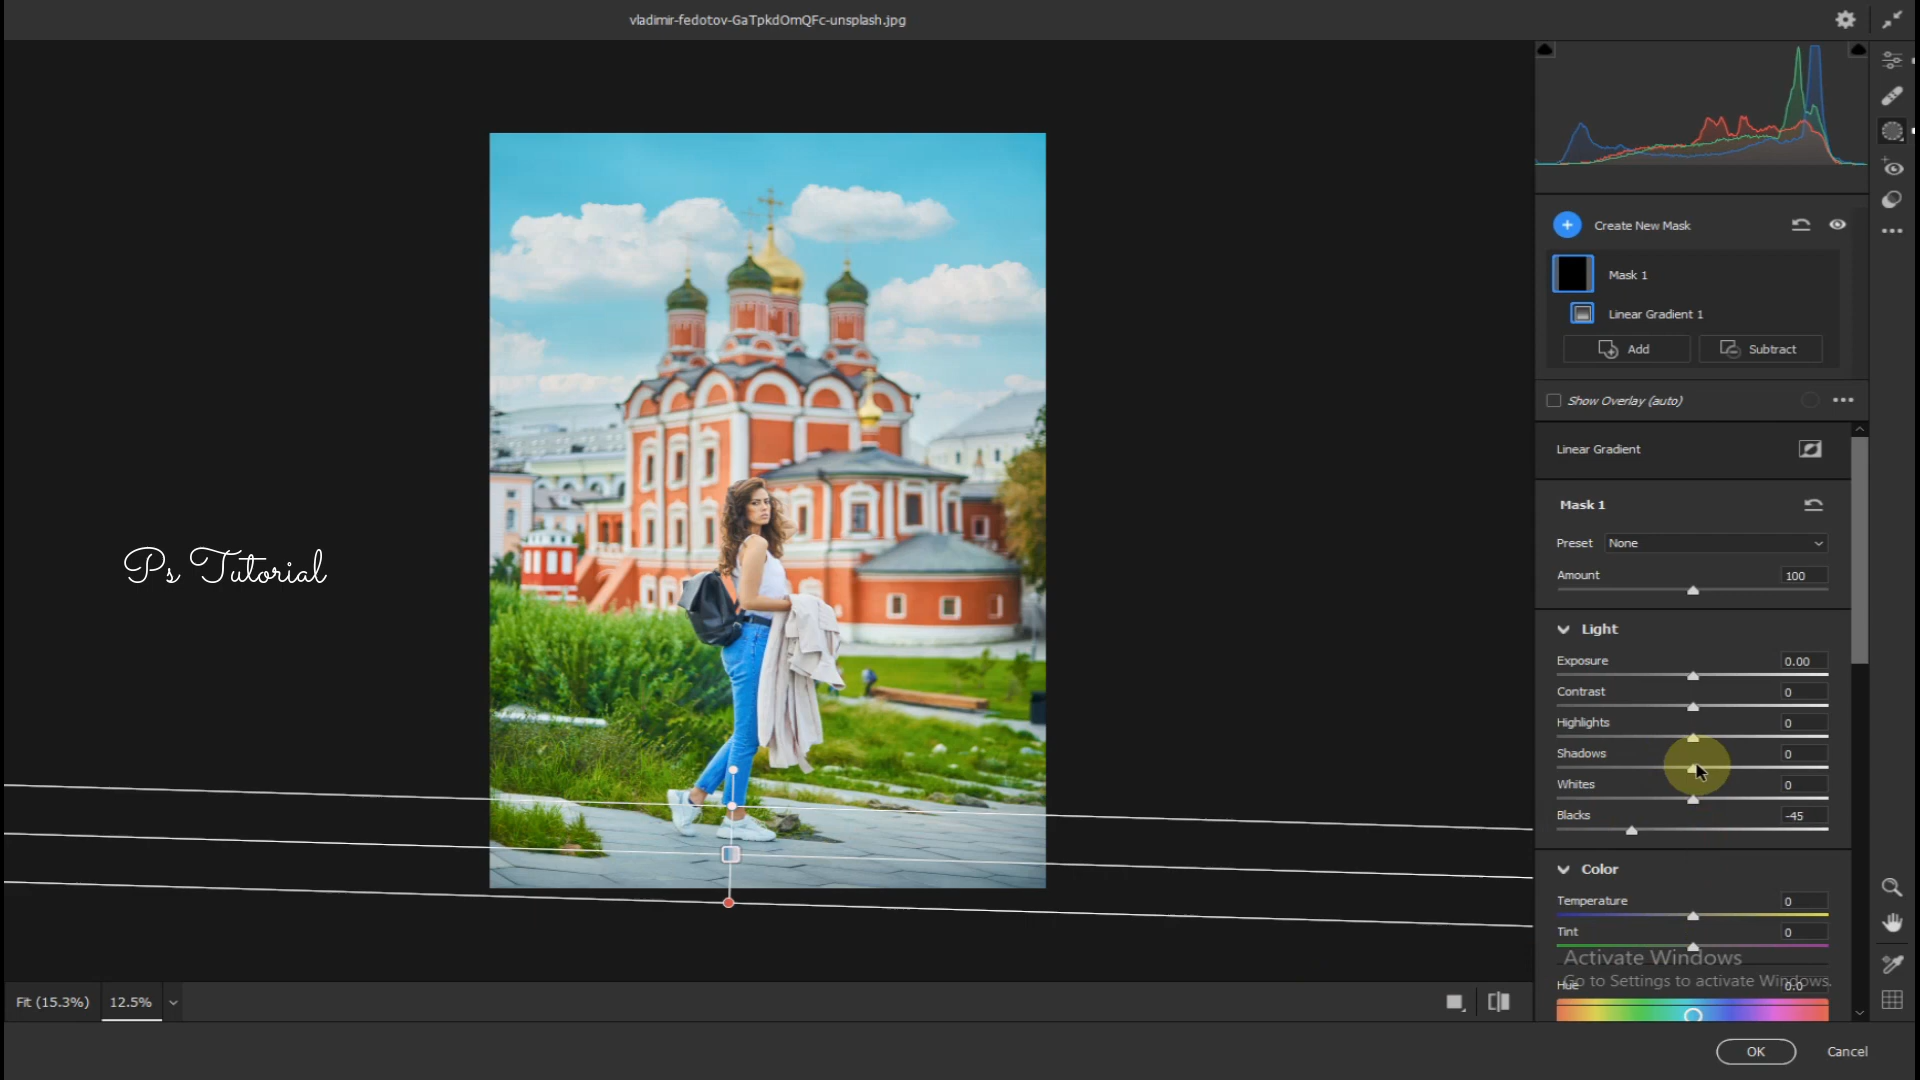 vladimir-fedotov-GaTpkdOmQFc-unsplash.jpg
Create New Mask
Mask 1
Linear Gradient 1
Add
Subtract
Show Overlay (auto)
Linear Gradient
Mask 1
Preset None
Amount 100
Light
Exposure 0.00
Contrast 0
Highlights 0
Shadows 0
Whites 0
Blacks -45
Color
Temperature 0
Tint 0
Activate Windows
Go to Settings to activate Windows.
Hue 0.0
Ps Tutorial
Fit (15.3%) 12.5%
OK Cancel